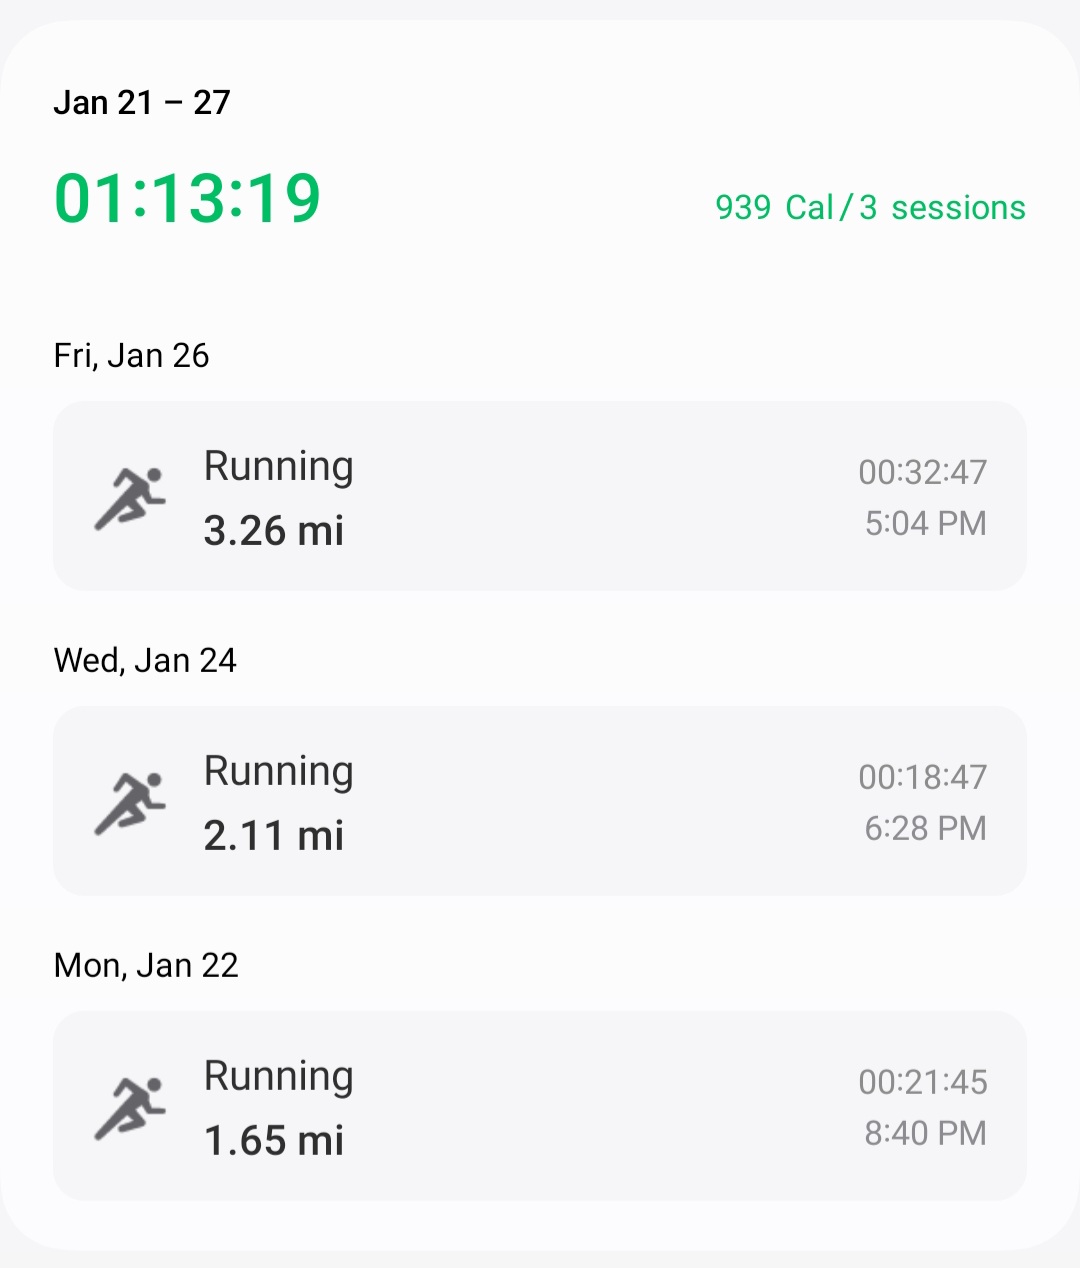 Jan 21 – 27
01:13:19
939 Cal/3 sessions
Fri, Jan 26
Running
3.26 mi
00:32:47
5:04 PM
Wed, Jan 24
Running
2.11 mi
00:18:47
6:28 PM
Mon, Jan 22
Running
1.65 mi
00:21:45
8:40 PM